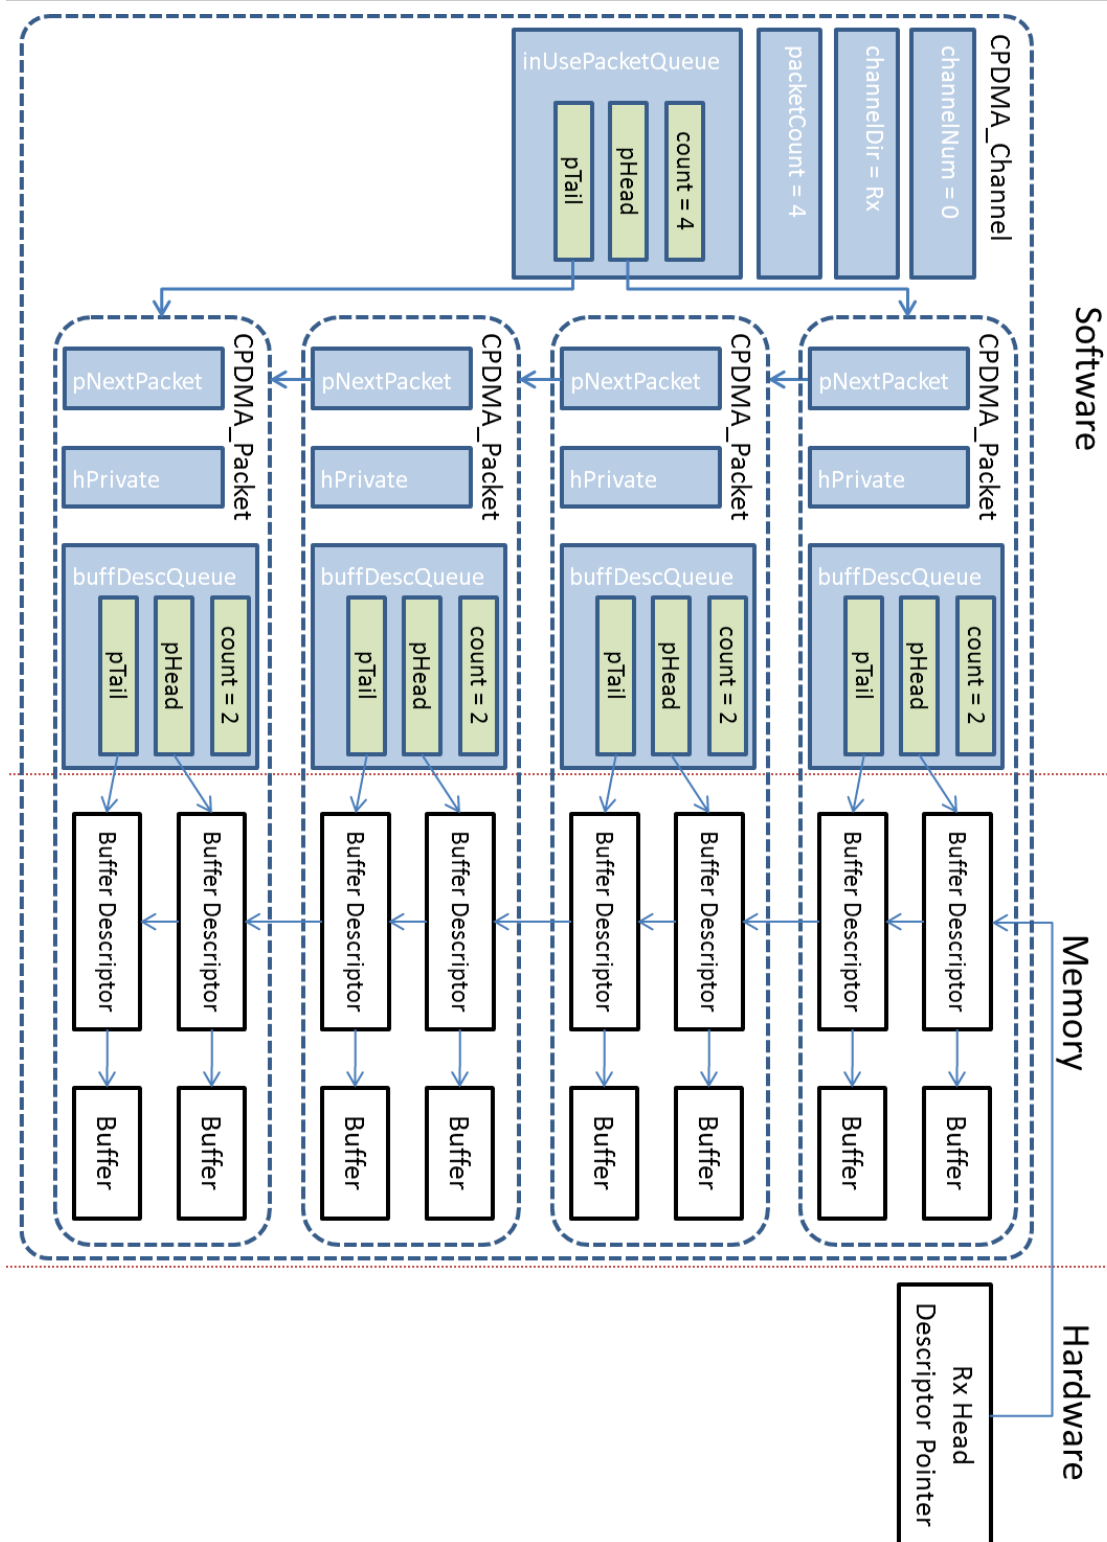 Software
Memory
Hardware
CPDMA_Channel
channelNum = 0
channelDir = Rx
packetCount = 4
inUsePacketQueue
count = 4
pHead
pTail
CPDMA_Packet
pNextPacket
hPrivate
buffDescQueue
count = 2
pHead
pTail
Buffer Descriptor
Buffer
Buffer Descriptor
Buffer
CPDMA_Packet
pNextPacket
hPrivate
buffDescQueue
count = 2
pHead
pTail
Buffer Descriptor
Buffer
Buffer Descriptor
Buffer
CPDMA_Packet
pNextPacket
hPrivate
buffDescQueue
count = 2
pHead
pTail
Buffer Descriptor
Buffer
Buffer Descriptor
Buffer
CPDMA_Packet
pNextPacket
hPrivate
buffDescQueue
count = 2
pHead
pTail
Buffer Descriptor
Buffer
Buffer Descriptor
Buffer
Rx Head
Descriptor Pointer